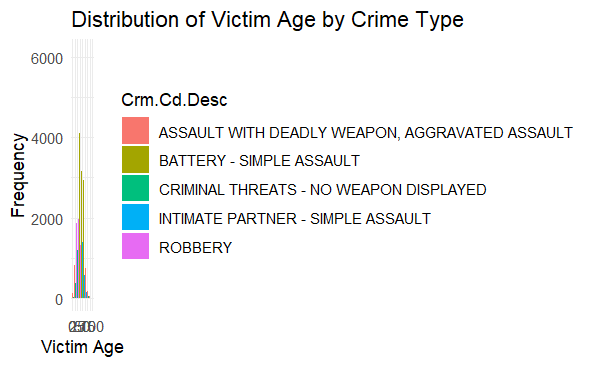 Distribution of Victim Age by Crime Type
6000
4000
2000
0
Frequency
Victim Age
Crm.Cd.Desc
ASSAULT WITH DEADLY WEAPON, AGGRAVATED ASSAULT
BATTERY - SIMPLE ASSAULT
CRIMINAL THREATS - NO WEAPON DISPLAYED
INTIMATE PARTNER - SIMPLE ASSAULT
ROBBERY